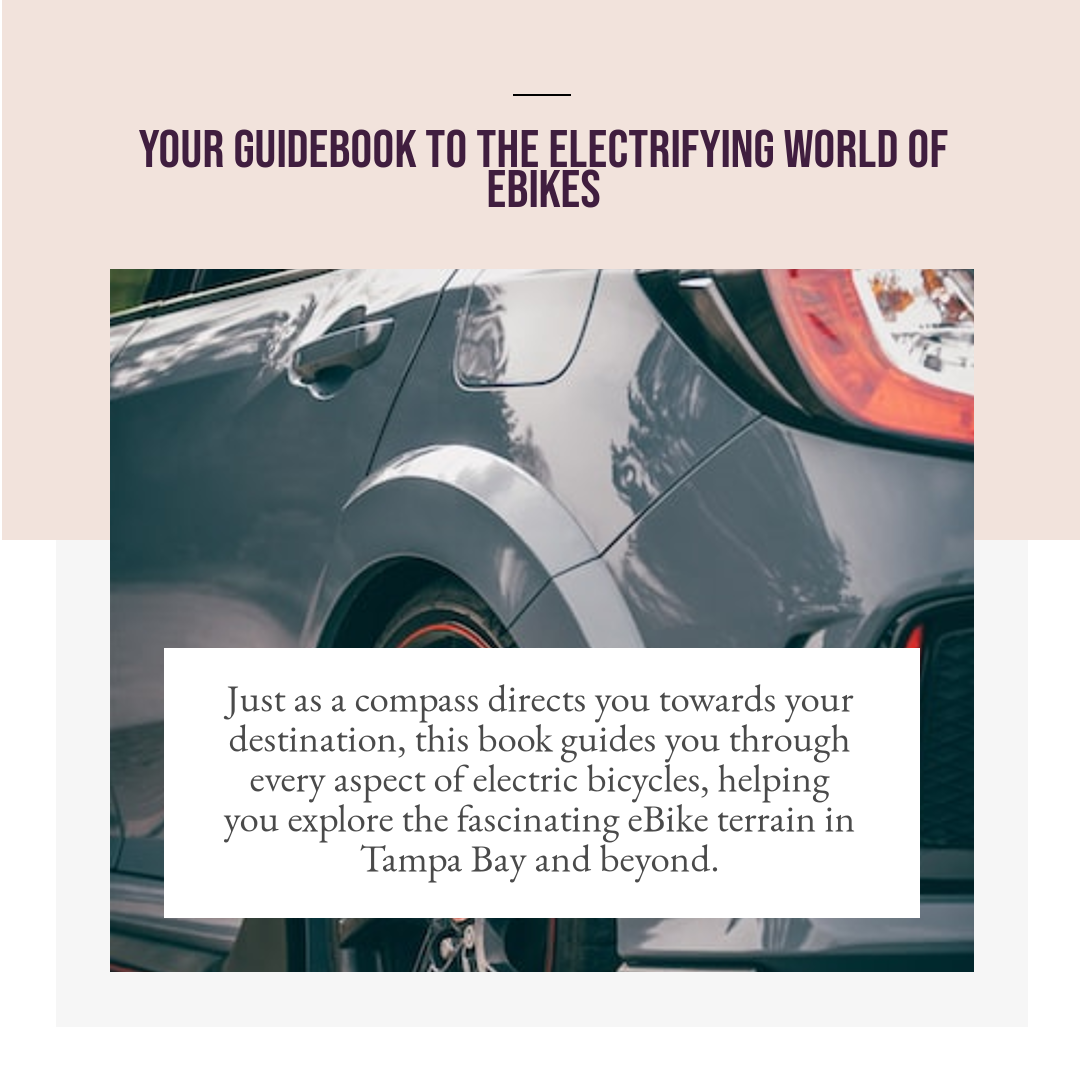 YOUR GUIDEBOOK TO THE ELECTRIFYING WORLD OF
EBIKES
Just as a compass directs you towards your
destination, this book guides you through
every aspect of electric bicycles, helping
you explore the fascinating eBike terrain in
Tampa Bay and beyond.